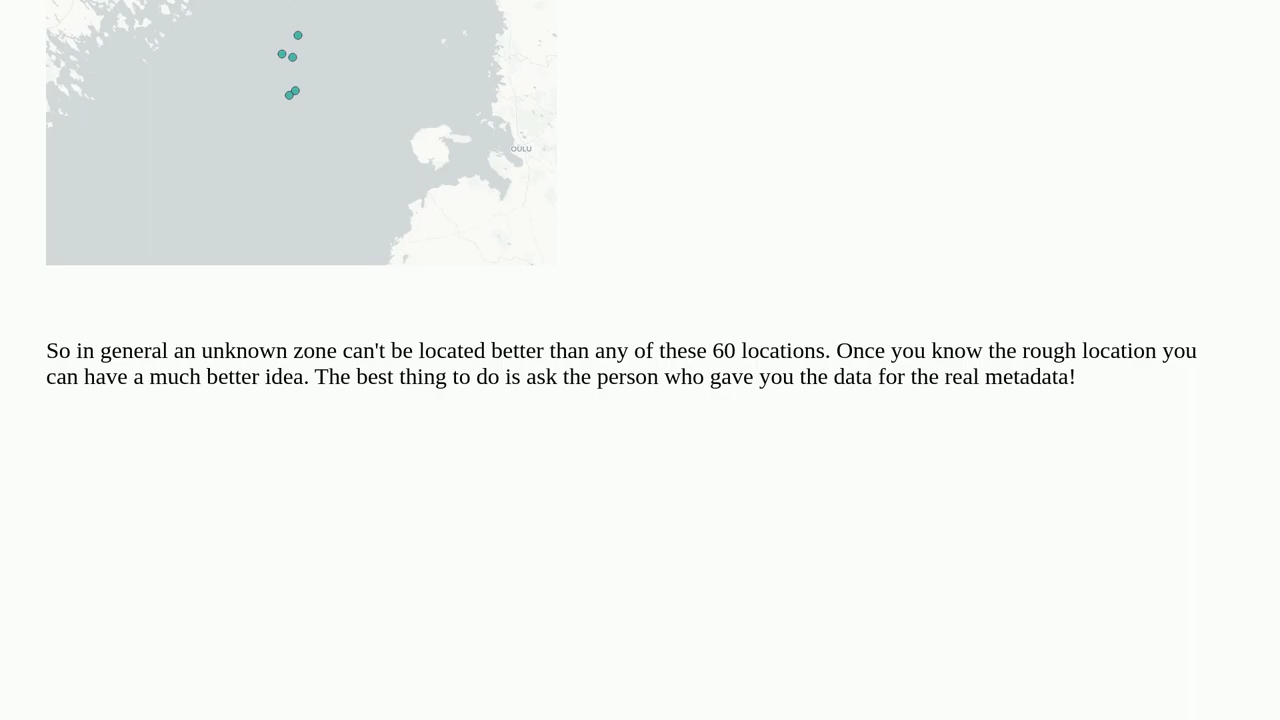 OULU
So in general an unknown zone can't be located better than any of these 60 locations. Once you know the rough location you
can have a much better idea. The best thing to do is ask the person who gave you the data for the real metadata!